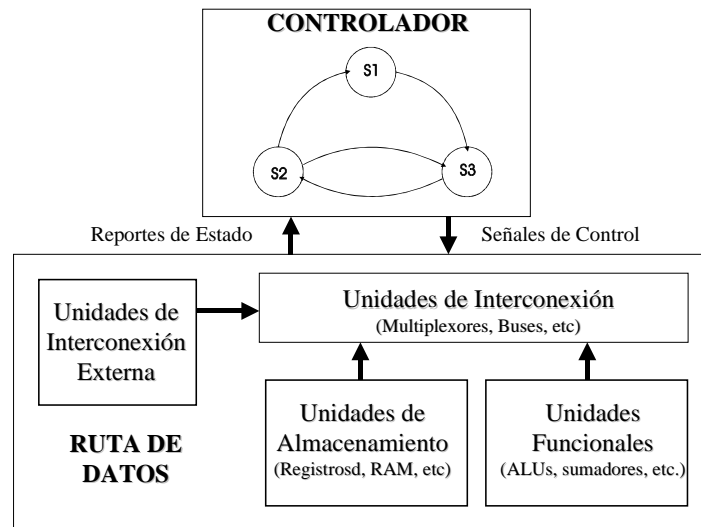 CONTROLADOR
S1
S2
S3
Reportes de Estado
Señales de Control
Unidades de
Interconexión
Externa
Unidades de Interconexión
(Multiplexores, Buses, etc)
RUTA DE
DATOS
Unidades de
Almacenamiento
(Registrosd, RAM, etc)
Unidades
Funcionales
(ALUs, sumadores, etc.)